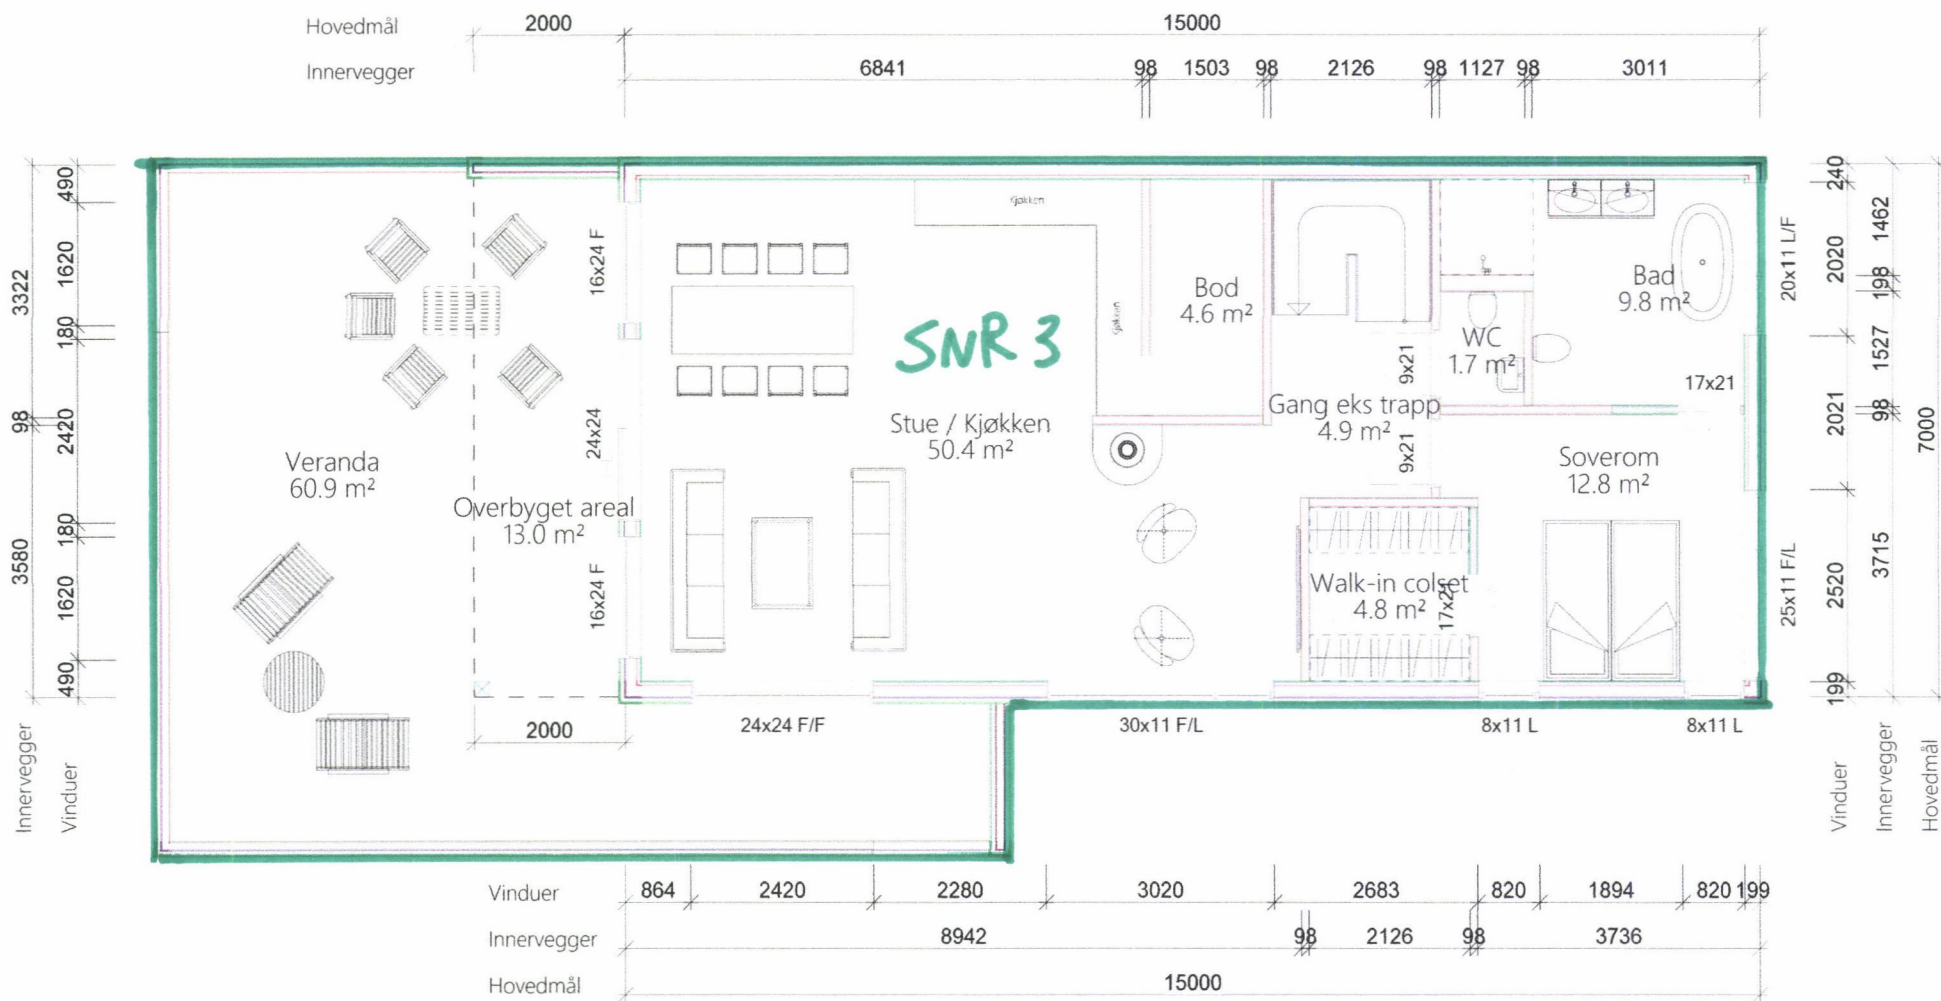 Hovedmål 2000 15000
Innervegger 6841 98 1503 98 2126 98 1127 98 3011
Kjøkken
Kjøkken
SNR 3
Stue / Kjøkken
50.4 m²
Bod
4.6 m²
Gang eks trapp
4.9 m²
WC
1.7 m²
Bad
9.8 m²
Soverom
12.8 m²
Walk-in colset
4.8 m²
Veranda
60.9 m²
Overbyget areal
13.0 m²
16x24 F
24x24
16x24 F
9x21
9x21
17x21
17x21
2000
24x24 F/F
30x11 F/L
8x11 L
8x11 L
20x11 L/F
25x11 F/L
Innervegger 3580 98 3322
Vinduer 490 1620 180 2420 180 1620 490
Vinduer 199 2520 2021 2020 240
Innervegger 3715 98 1527 198 1462
Hovedmål 7000
Vinduer 864 2420 2280 3020 2683 820 1894 820 199
Innervegger 8942 98 2126 98 3736
Hovedmål 15000